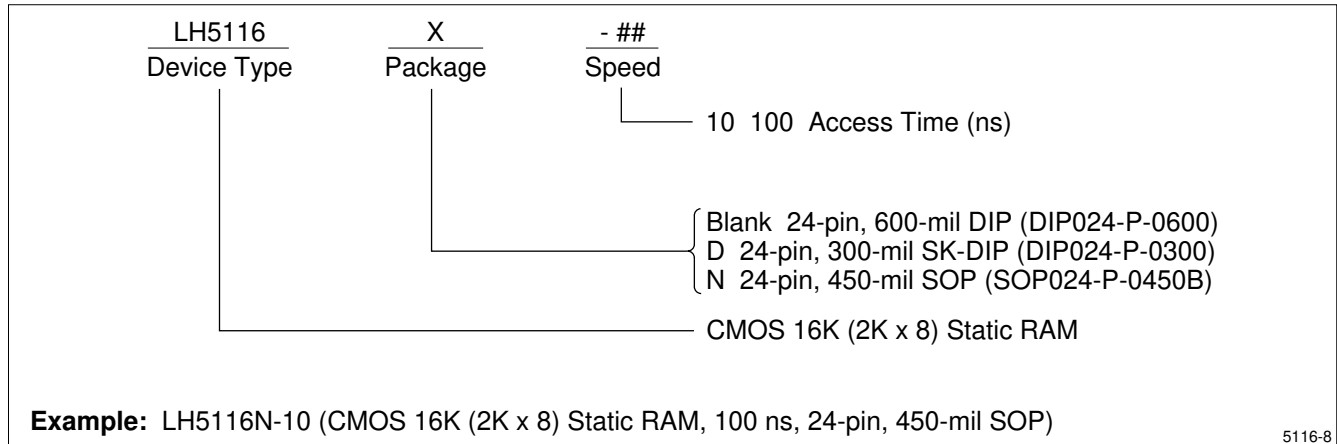 LH5116 X - ##
Device Type Package Speed
10 100 Access Time (ns)
Blank 24-pin, 600-mil DIP (DIP024-P-0600)
D 24-pin, 300-mil SK-DIP (DIP024-P-0300)
N 24-pin, 450-mil SOP (SOP024-P-0450B)
CMOS 16K (2K x 8) Static RAM
Example: LH5116N-10 (CMOS 16K (2K x 8) Static RAM, 100 ns, 24-pin, 450-mil SOP)
5116-8